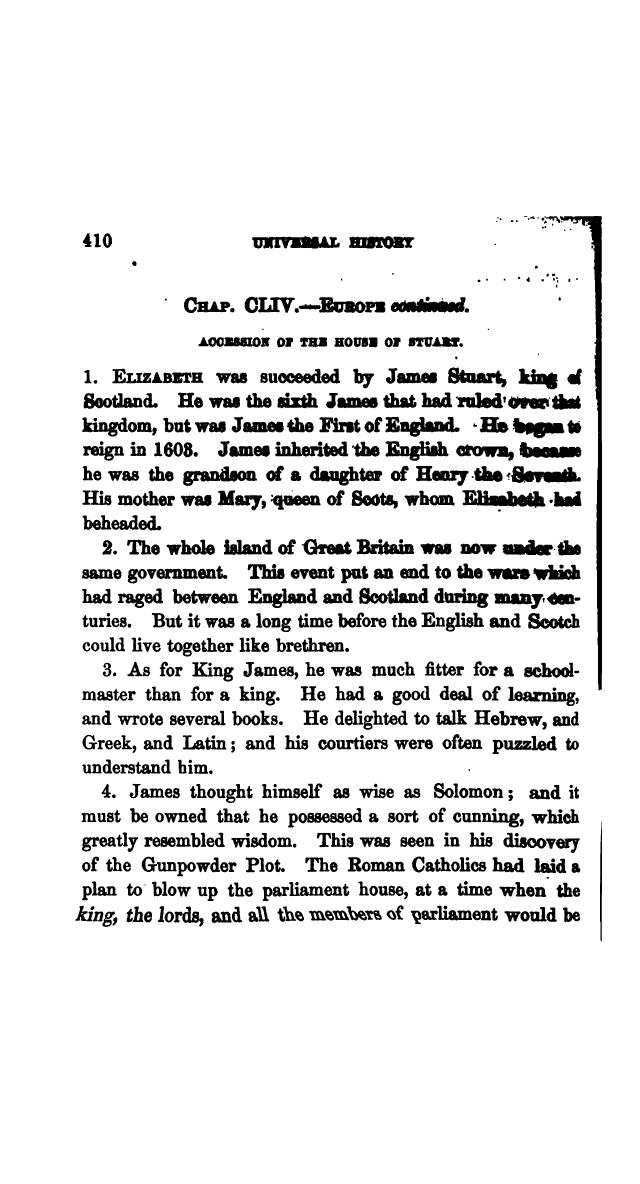 410 UNIVERSAL HISTORY
CHAP. CLIV.—EUROPE continued.
ACCESSION OF THE HOUSE OF STUART.
1. ELIZABETH was succeeded by James Stuart, king of
Scotland. He was the sixth James that had ruled over that
kingdom, but was James the First of England. He began to
reign in 1603. James inherited the English crown, because
he was the grandson of a daughter of Henry the Seventh.
His mother was Mary, queen of Scots, whom Elizabeth had
beheaded.
2. The whole island of Great Britain was now under the
same government. This event put an end to the wars which
had raged between England and Scotland during many cen-
turies. But it was a long time before the English and Scotch
could live together like brethren.
3. As for King James, he was much fitter for a school-
master than for a king. He had a good deal of learning,
and wrote several books. He delighted to talk Hebrew, and
Greek, and Latin; and his courtiers were often puzzled to
understand him.
4. James thought himself as wise as Solomon; and it
must be owned that he possessed a sort of cunning, which
greatly resembled wisdom. This was seen in his discovery
of the Gunpowder Plot. The Roman Catholics had laid a
plan to blow up the parliament house, at a time when the
king, the lords, and all the members of parliament would be